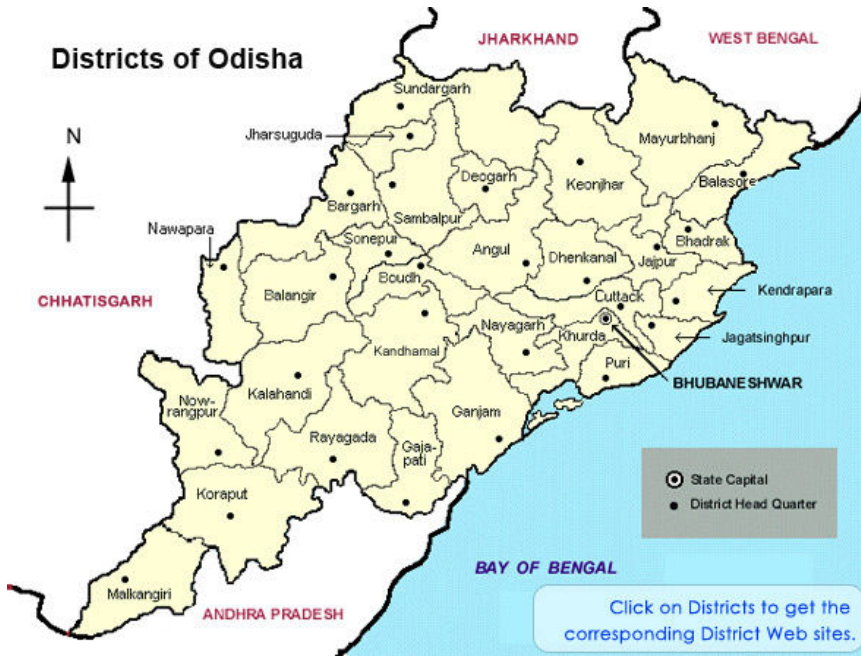 JHARKHAND
WEST BENGAL
Districts of Odisha
Sundargarh
N
Jharsuguda
Mayurbhanj
Deogarh
Keonjhar
Balasore
Bargarh
Sambalpur
Nawapara
Sonepur
Angul
Dhenkanal
Bhadrak
Jajpur
Boudh
Balangir
CHHATISGARH
Cuttack
Kendrapara
Nayagarh
Khurda
Jagatsinghpur
Kandhamal
Puri
BHUBANESHWAR
Kalahandi
Now-
rangpur
Ganjam
Rayagada
Gaja-
pati
Koraput
State Capital
District Head Quarter
BAY OF BENGAL
Malkangiri
ANDHRA PRADESH
Click on Districts to get the
corresponding District Web sites.